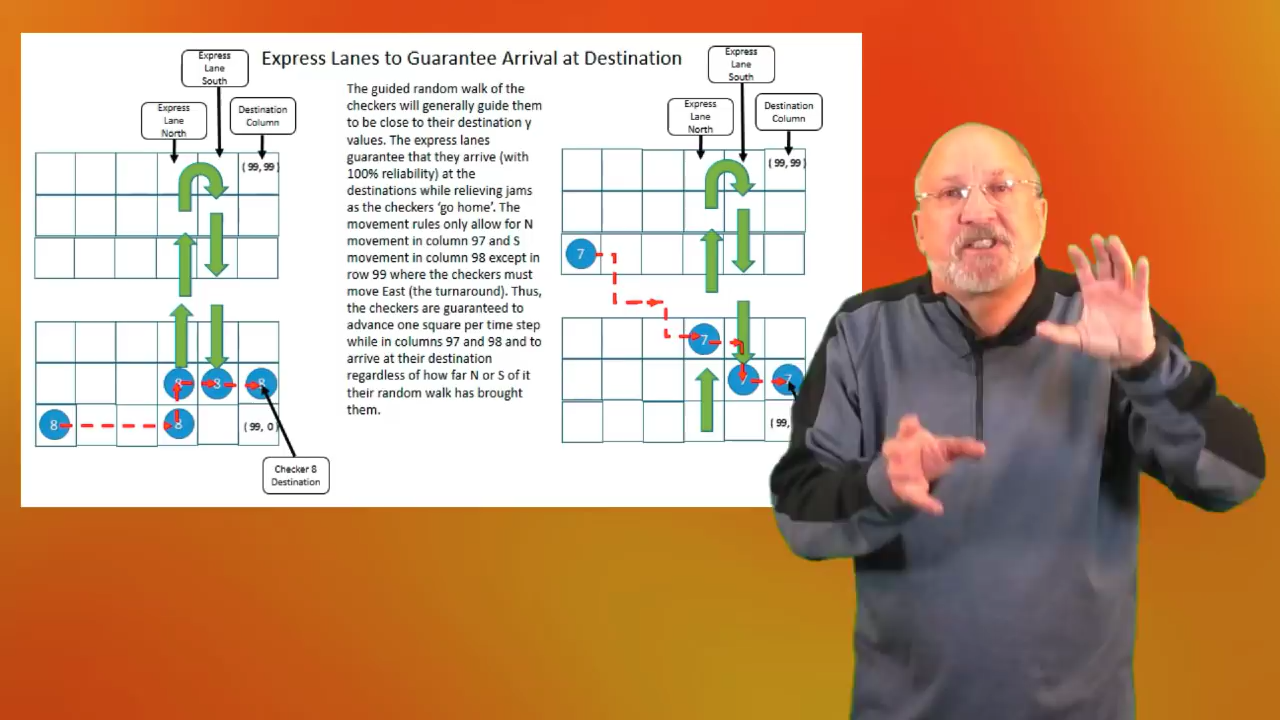 Express Lanes to Guarantee Arrival at Destination
Express
Lane
South
Express
Lane
North
Destination
Column
(99,99)
8
8
8
8
8
(99, 0)
Checker 8
Destination
The guided random walk of the
checkers will generally guide them
to be close to their destination y
values. The express lanes
guarantee that they arrive (with
100% reliability) at the
destinations while relieving jams
as the checkers 'go home'. The
movement rules only allow for N
movement in column 97 and S
movement in column 98 except in
row 99 where the checkers must
move East (the turnaround). Thus,
the checkers are guaranteed to
advance one square per time step
while in columns 97 and 98 and to
arrive at their destination
regardless of how far N or S of it
their random walk has brought
them.
Express
Lane
South
Express
Lane
North
Destination
Column
(99,99)
7
7
7
7
(99,